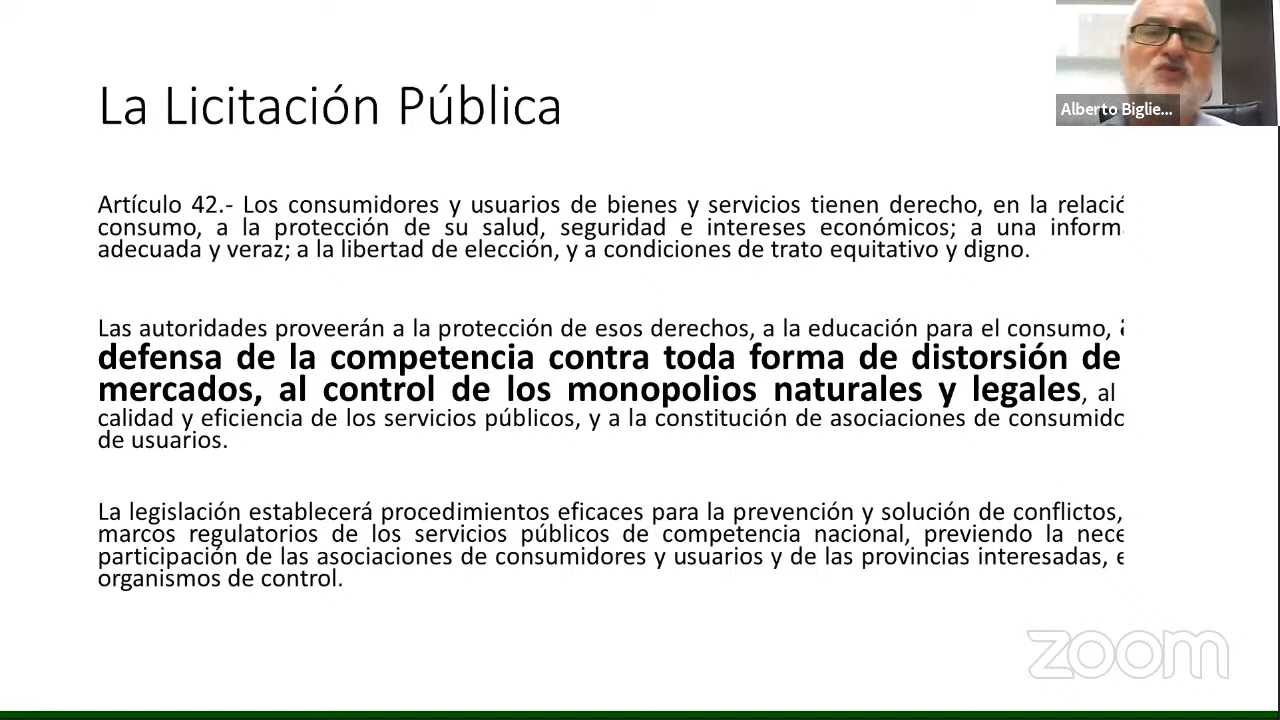 La Licitación Pública
Alberto Biglie...
Artículo 42.- Los consumidores y usuarios de bienes y servicios tienen derecho, en la relació
consumo, a la protección de su salud, seguridad e intereses económicos; a una inform
adecuada y veraz; a la libertad de elección, y a condiciones de trato equitativo y digno.
Las autoridades proveerán a la protección de esos derechos, a la educación para el consumo,
defensa de la competencia contra toda forma de distorsión de
mercados, al control de los monopolios naturales y legales, al
calidad y eficiencia de los servicios públicos, y a la constitución de asociaciones de consumido
de usuarios.
La legislación establecerá procedimientos eficaces para la prevención y solución de conflictos,
marcos regulatorios de los servicios públicos de competencia nacional, previendo la nece
participación de las asociaciones de consumidores y usuarios y de las provincias interesadas, e
organismos de control.
zoom